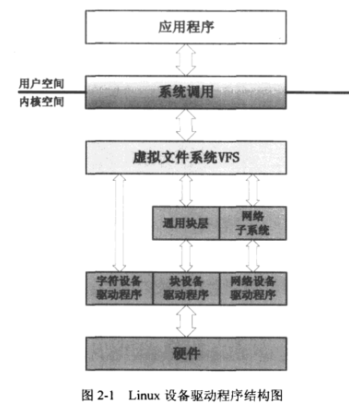 应用程序
用户空间
系统调用
内核空间
虚拟文件系统VFS
通用块层
网络
子系统
字符设备
驱动程序
块设备
驱动程序
网络设备
驱动程序
硬件
图 2-1 Linux 设备驱动程序结构图